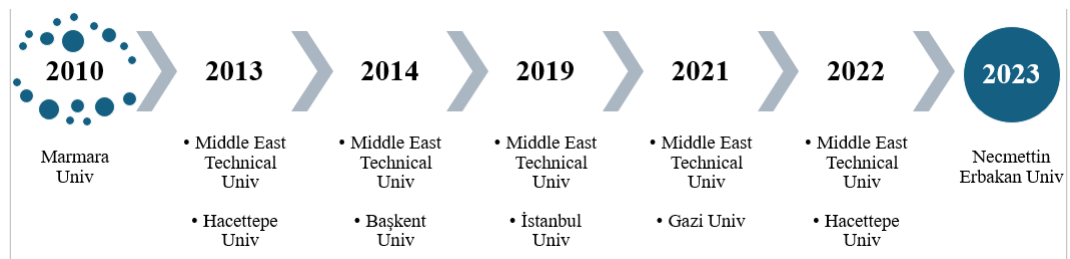 2010
2013
2014
2019
2021
2022
2023
Marmara
Univ
• Middle East
Technical
Univ
• Hacettepe
Univ
• Middle East
Technical
Univ
• Başkent
Univ
• Middle East
Technical
Univ
• İstanbul
Univ
• Middle East
Technical
Univ
• Gazi Univ
• Middle East
Technical
Univ
• Hacettepe
Univ
Necmettin
Erbakan Univ